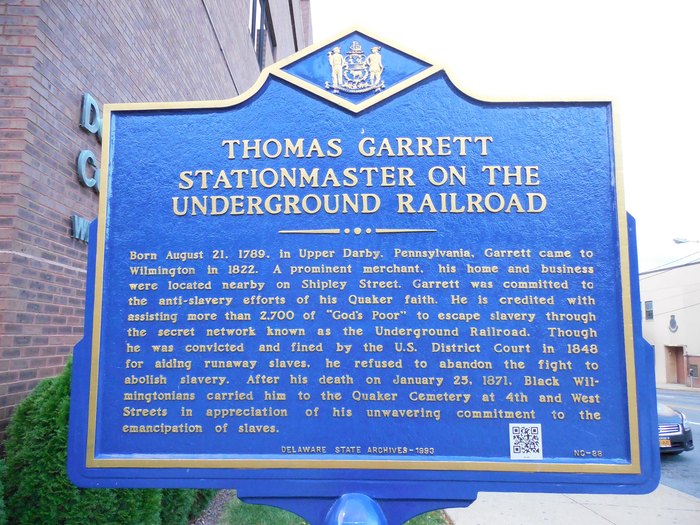 THOMAS GARRETT
STATIONMASTER ON THE
UNDERGROUND RAILROAD
Born August 21, 1789, in Upper Darby, Pennsylvania, Garrett came to
Wilmington in 1822. A prominent merchant, his home and business
were located nearby on Shipley Street. Garrett was committed to
the anti-slavery efforts of his Quaker faith. He is credited with
assisting more than 2,700 of "God's Poor" to escape slavery through
the secret network known as the Underground Railroad. Though
he was convicted and fined by the U.S. District Court in 1848
for aiding runaway slaves, he refused to abandon the fight to
abolish slavery. After his death on January 25, 1871, Black Wil-
mingtonians carried him to the Quaker Cemetery at 4th and West
Streets in appreciation of his unwavering commitment to the
emancipation of slaves.
DELAWARE STATE ARCHIVES-1993
NC-88
D
C
W